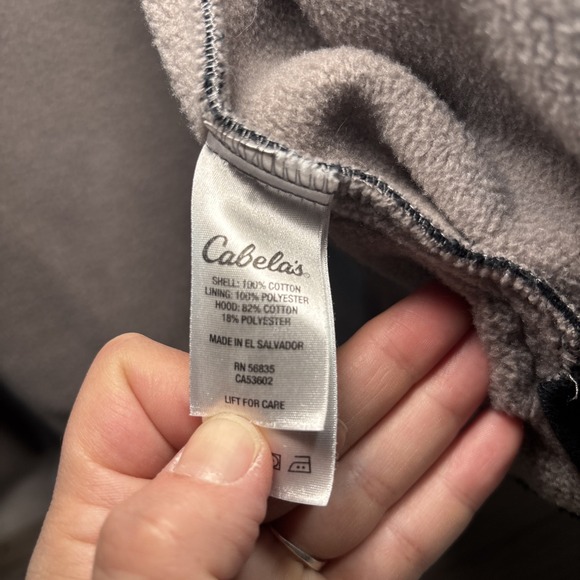 Cabela's
SHELL: 100% COTTON
LINING: 100% POLYESTER
HOOD: 82% COTTON
18% POLYESTER
MADE IN EL SALVADOR
RN 56835
CA53602
LIFT FOR CARE